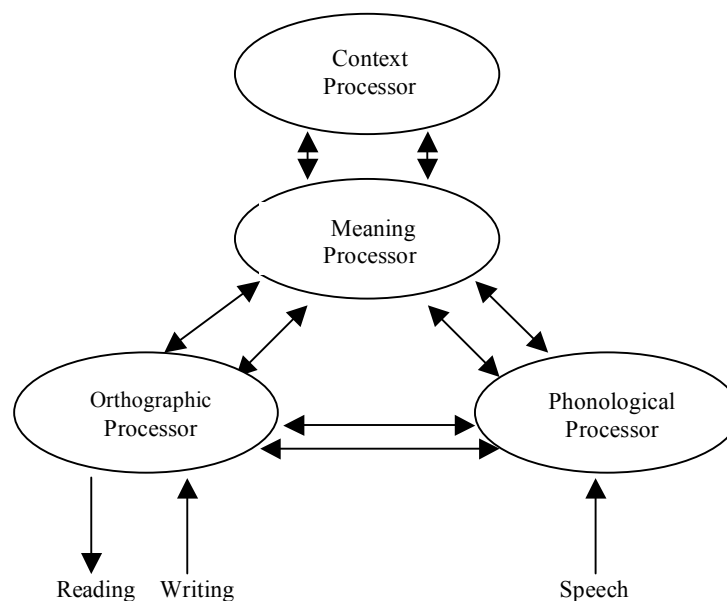 Context
Processor
Meaning
Processor
Orthographic
Processor
Phonological
Processor
Reading
Writing
Speech